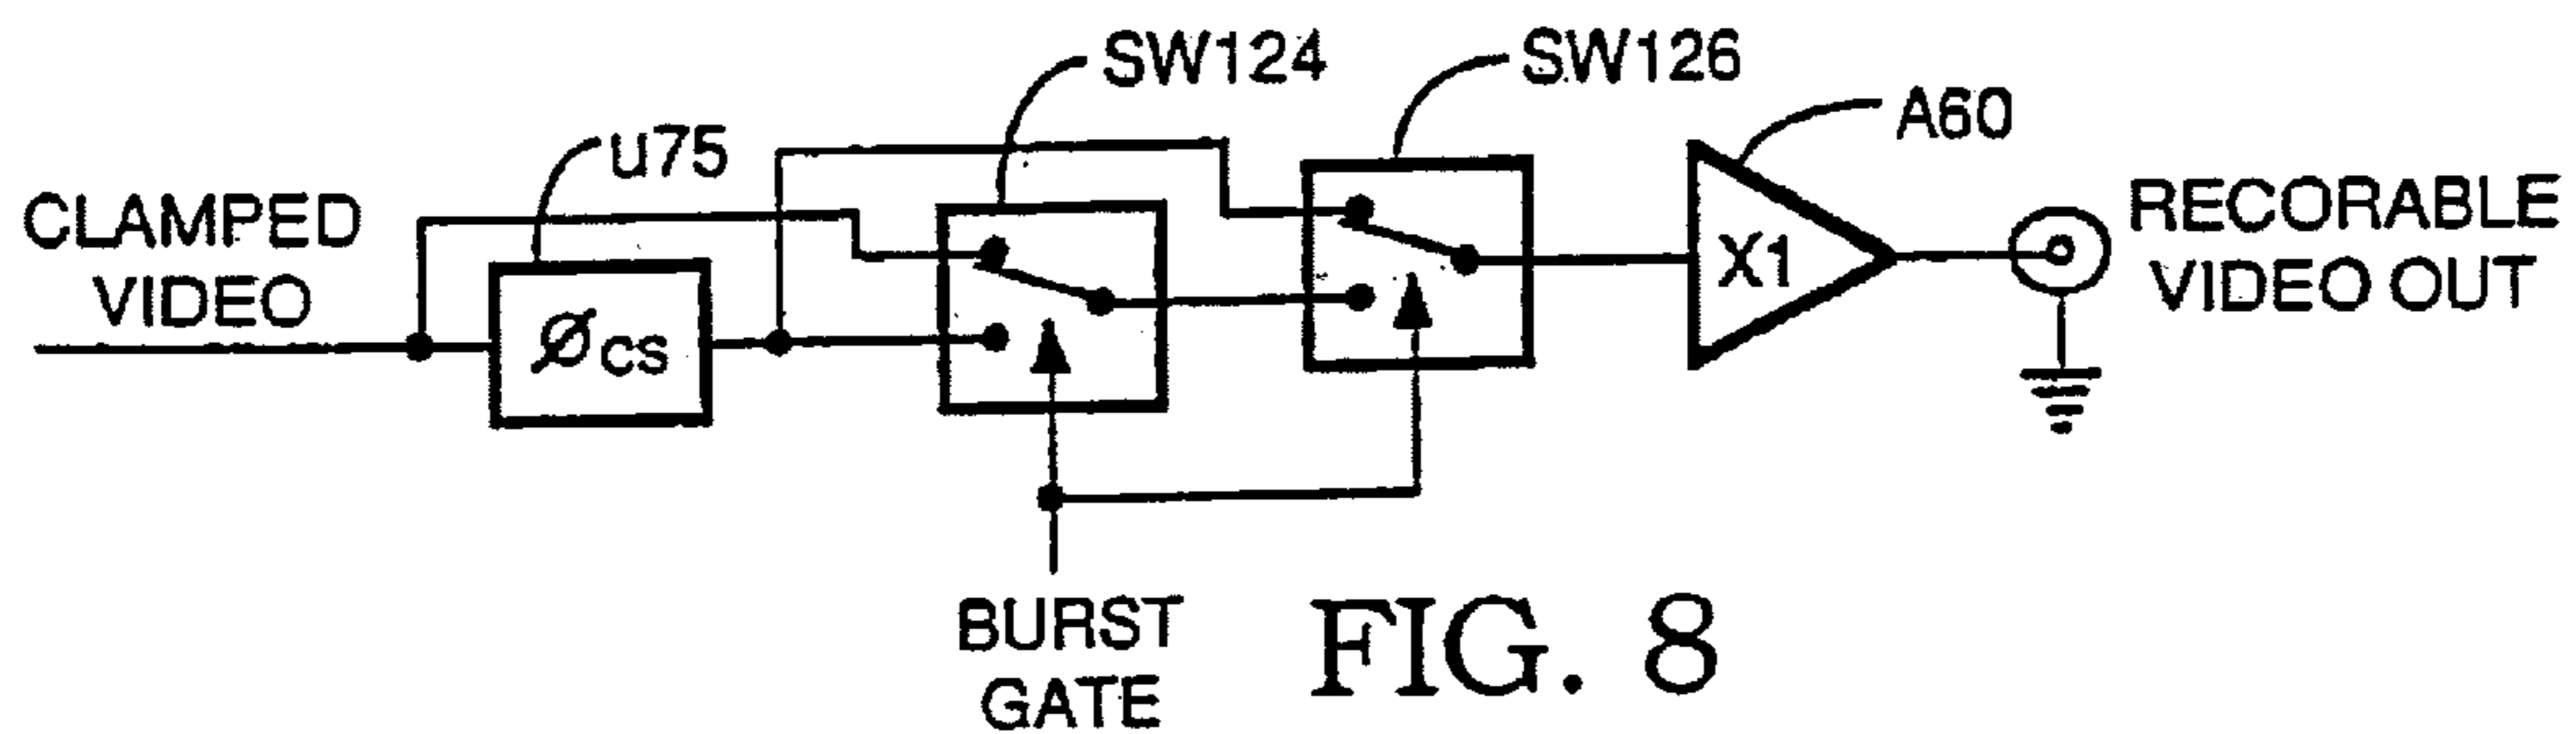 SW124
SW126
A60
u75
CLAMPED
VIDEO
ØCS
X1
RECORABLE
VIDEO OUT
BURST
GATE
FIG. 8